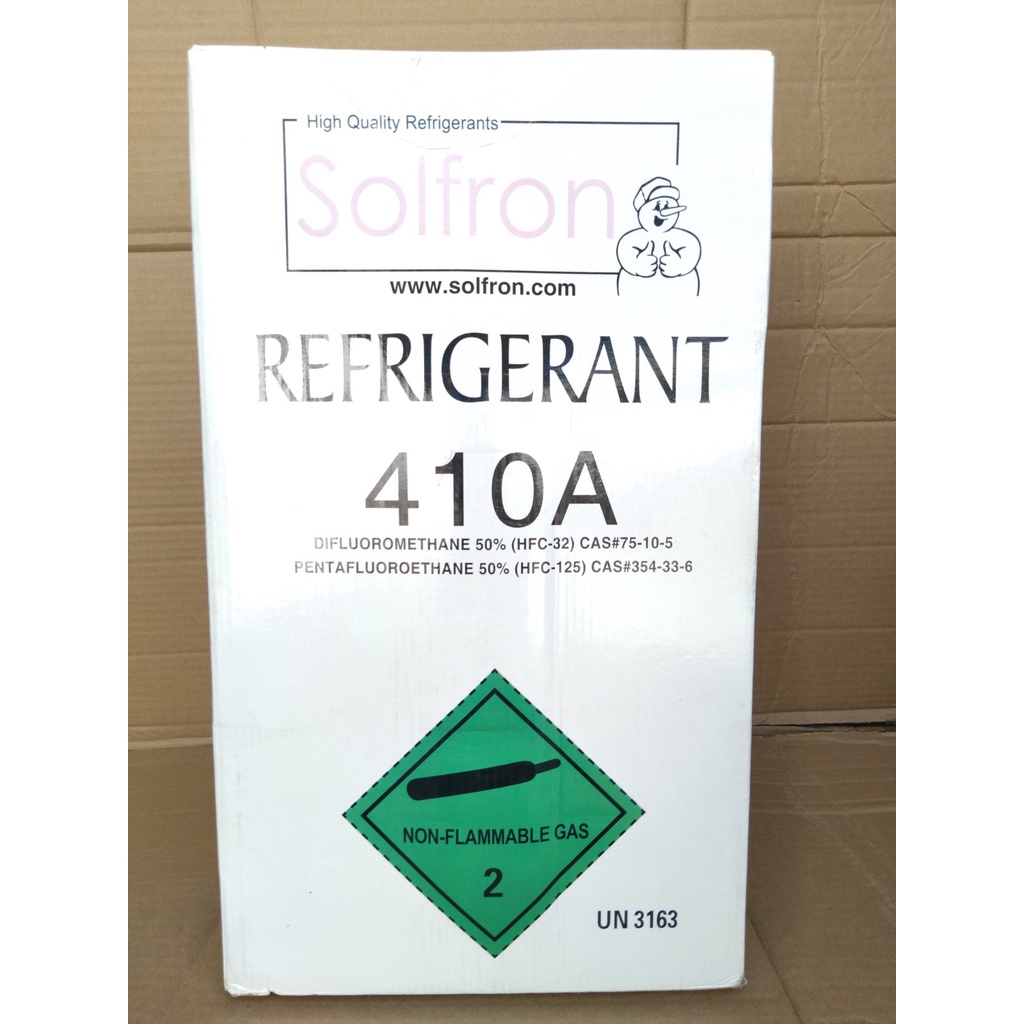 High Quality Refrigerants
Solfron
www.solfron.com
REFRIGERANT
410A
DIFLUOROMETHANE 50% (HFC-32) CAS#75-10-5
PENTAFLUOROETHANE 50% (HFC-125) CAS#354-33-6
NON-FLAMMABLE GAS
2
UN 3163